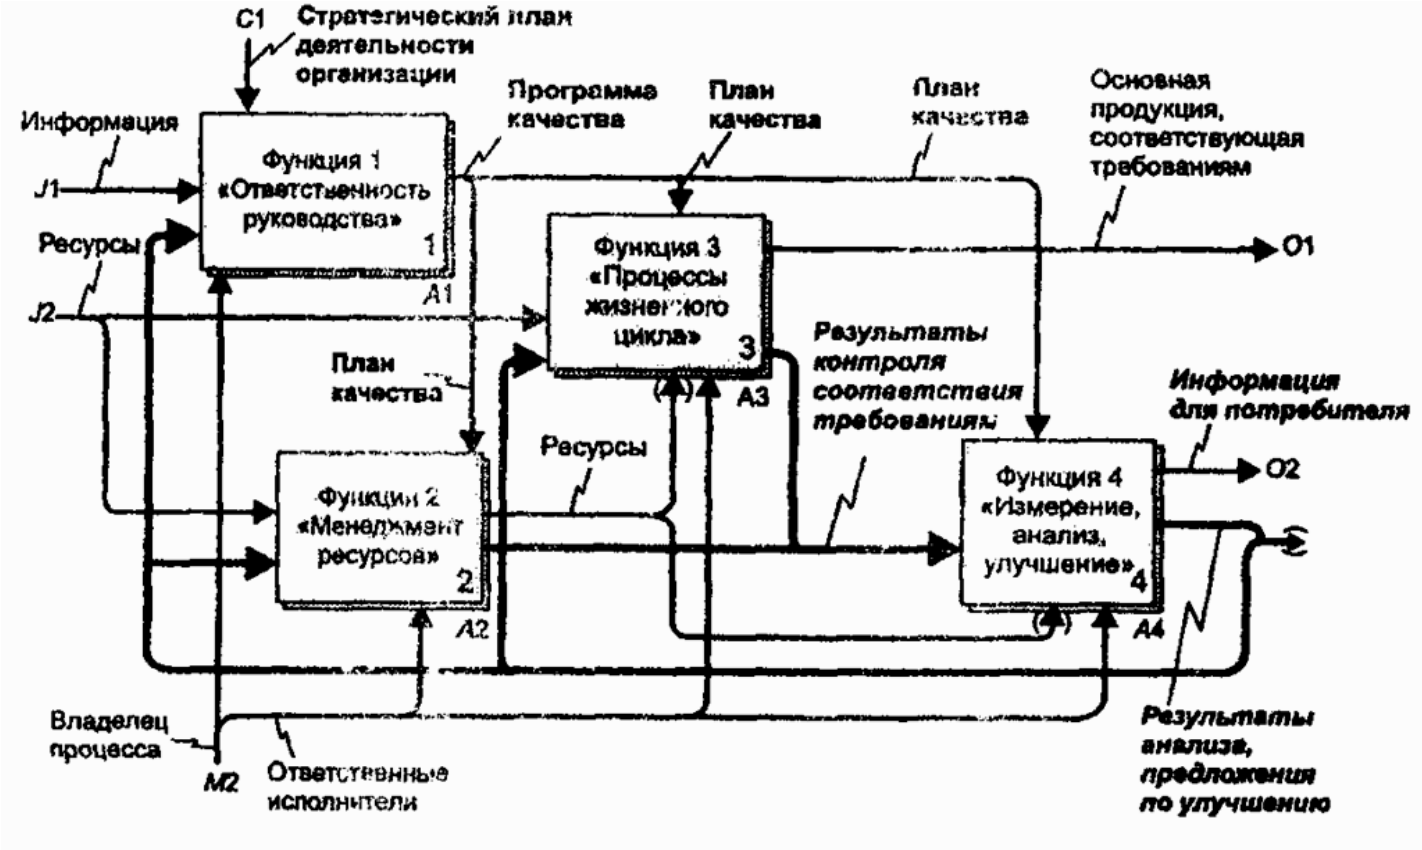 C1
Стратегический план
деятельности
организации
Информация
J1
Функция 1
«Ответственность
руководства»
1
A1
Программа
качества
План
качества
План
качества
Основная
продукция,
соответствующая
требованиям
O1
Ресурсы
J2
Функция 3
«Процессы
жизненного
цикла»
3
A3
План
качества
Результаты
контроля
соответствия
требованиям
Информация
для потребителя
O2
Ресурсы
Функция 2
«Менеджмент
ресурсов»
2
A2
Функция 4
«Измерение,
анализ,
улучшение»
4
A4
Владелец
процесса
M2
Ответственные
исполнители
Результаты
анализа,
предложения
по улучшению